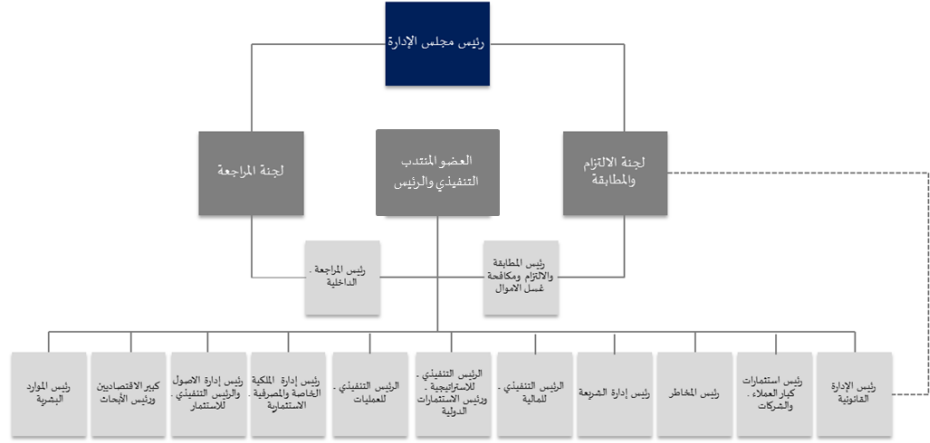 رئيس مجلس الإدارة
لجنة الالتزام
والمطابقة
العضو المنتدب
التنفيذي والرئيس
لجنة المراجعة
رئيس المطابقة
والالتزام ومكافحة
غسل الاموال
رئيس المراجعة .
الداخلية
رئيس الإدارة
القانونية
رئيس استثمارات
كبار العملاء .
والشركات
رئيس المخاطر
رئيس إدارة الشريعة
الرئيس التنفيذي .
للمالية
الرئيس التنفيذي .
للاستراتيجية .
ورئيس الاستثمارات
الدولية
الرئيس التنفيذي .
للعمليات
رئيس إدارة الملكية
الخاصة والمصرفية .
الاستثمارية
رئيس إدارة الاصول
والرئيس التنفيذي .
للاستثمار
كبير الاقتصاديين
ورئيس الأبحاث
رئيس الموارد
البشرية